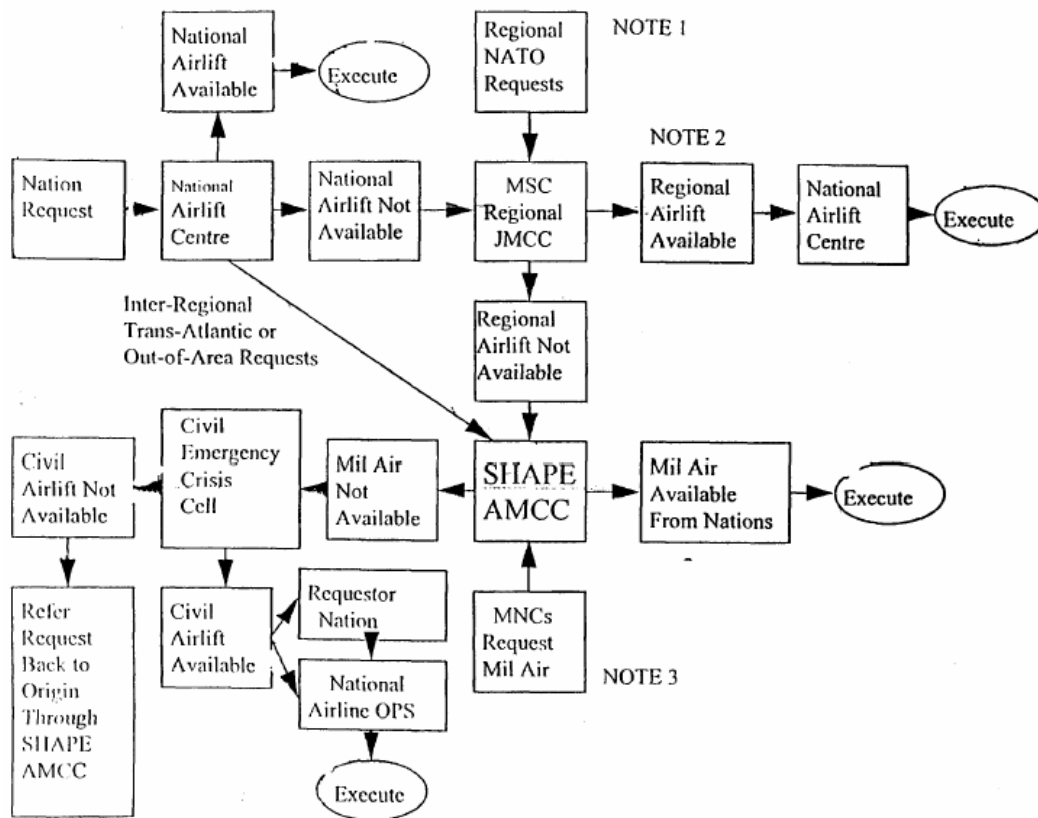 National
Airlift
Available
Execute
Regional
NATO
Requests
NOTE 1
Nation
Request
National
Airlift
Centre
National
Airlift Not
Available
MSC
Regional
JMCC
NOTE 2
Regional
Airlift
Available
National
Airlift
Centre
Execute
Inter-Regional
Trans-Atlantic or
Out-of-Area Requests
Regional
Airlift Not
Available
Civil
Airlift Not
Available
Civil
Emergency
Crisis
Cell
Mil Air
Not
Available
SHAPE
AMCC
Mil Air
Available
From Nations
Execute
Refer
Request
Back to
Origin
Through
SHAPE
AMCC
Civil
Airlift
Available
Requestor
Nation
National
Airline OPS
Execute
MNCs
Request
Mil Air
NOTE 3